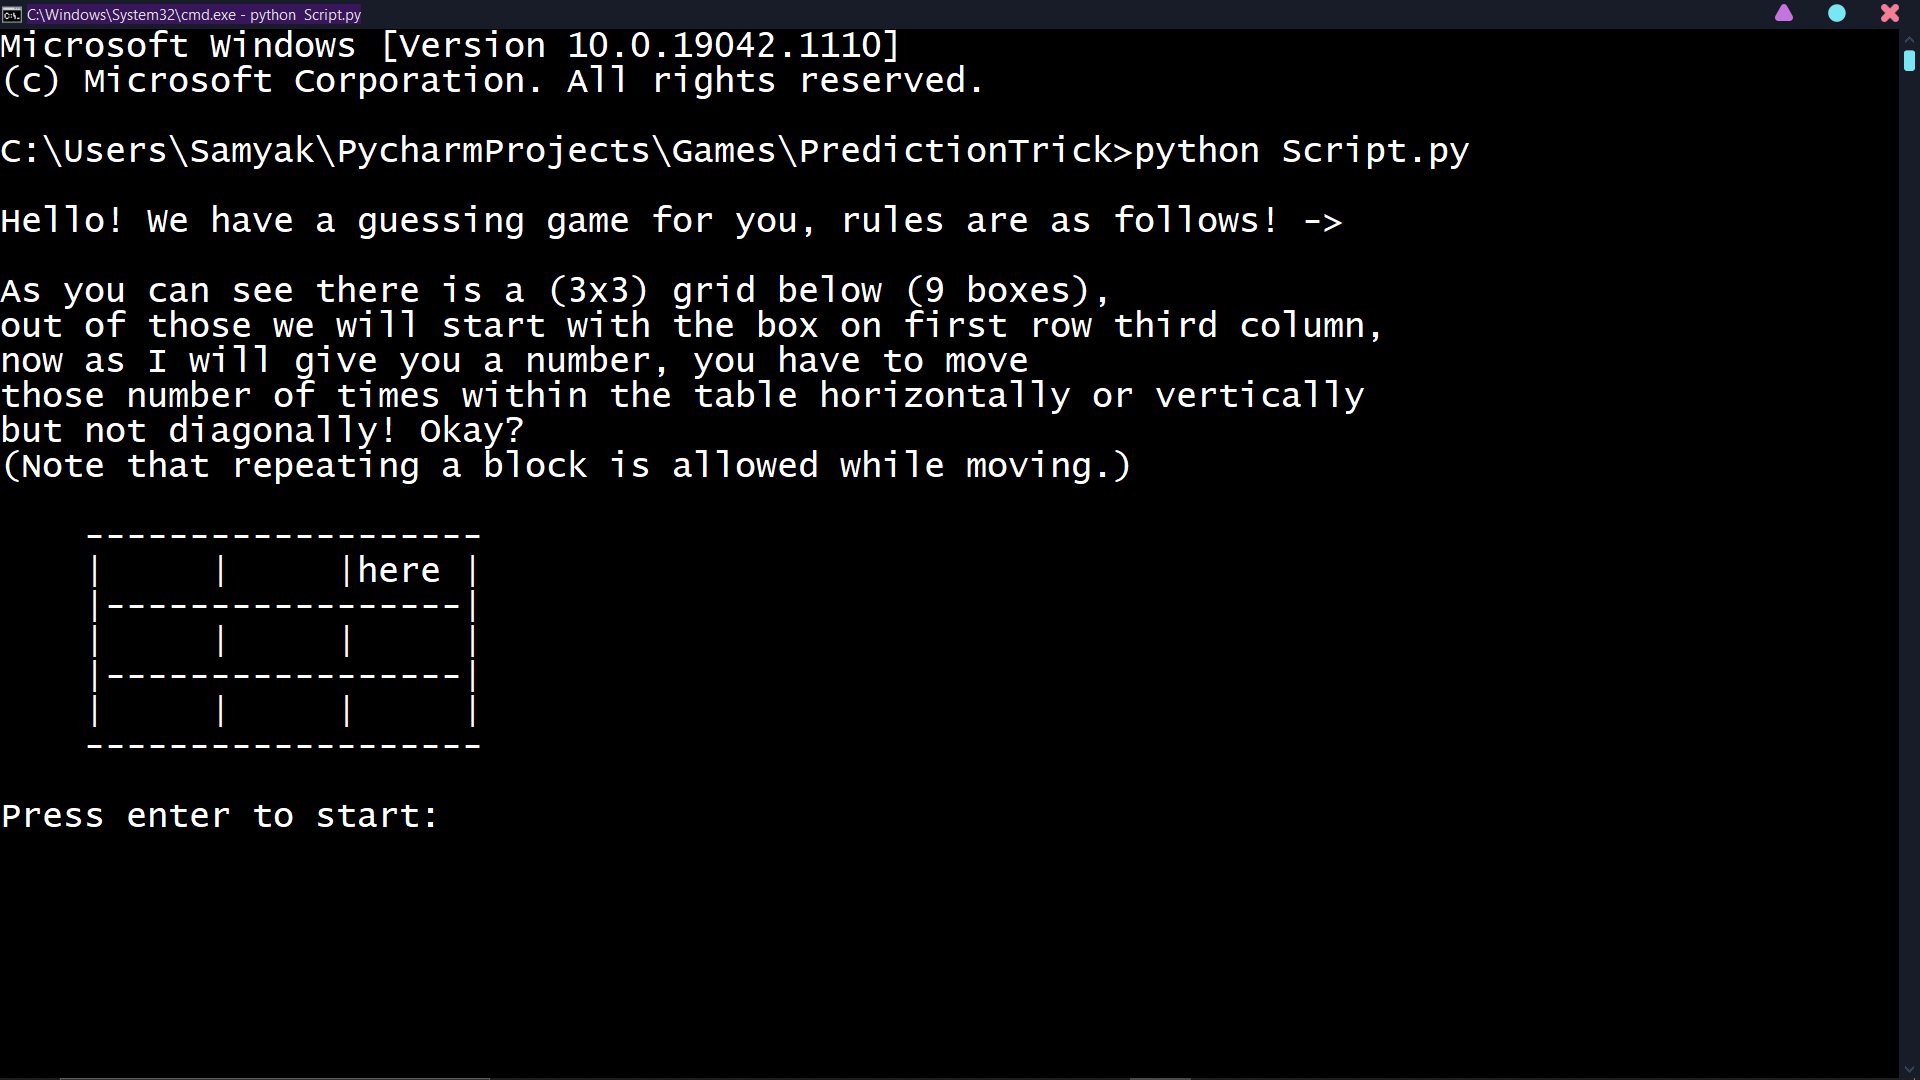 C:\Windows\System32\cmd.exe - python  Script.py
Microsoft Windows [Version 10.0.19042.1110]
(c) Microsoft Corporation. All rights reserved.
C:\Users\Samyak\PycharmProjects\Games\PredictionTrick>python Script.py
Hello! We have a guessing game for you, rules are as follows! ->
As you can see there is a (3x3) grid below (9 boxes),
out of those we will start with the box on first row third column,
now as I will give you a number, you have to move
those number of times within the table horizontally or vertically
but not diagonally! Okay?
(Note that repeating a block is allowed while moving.)
    -------------------
    |     |     |here |
    |-----------------|
    |     |     |     |
    |-----------------|
    |     |     |     |
    -------------------
Press enter to start: